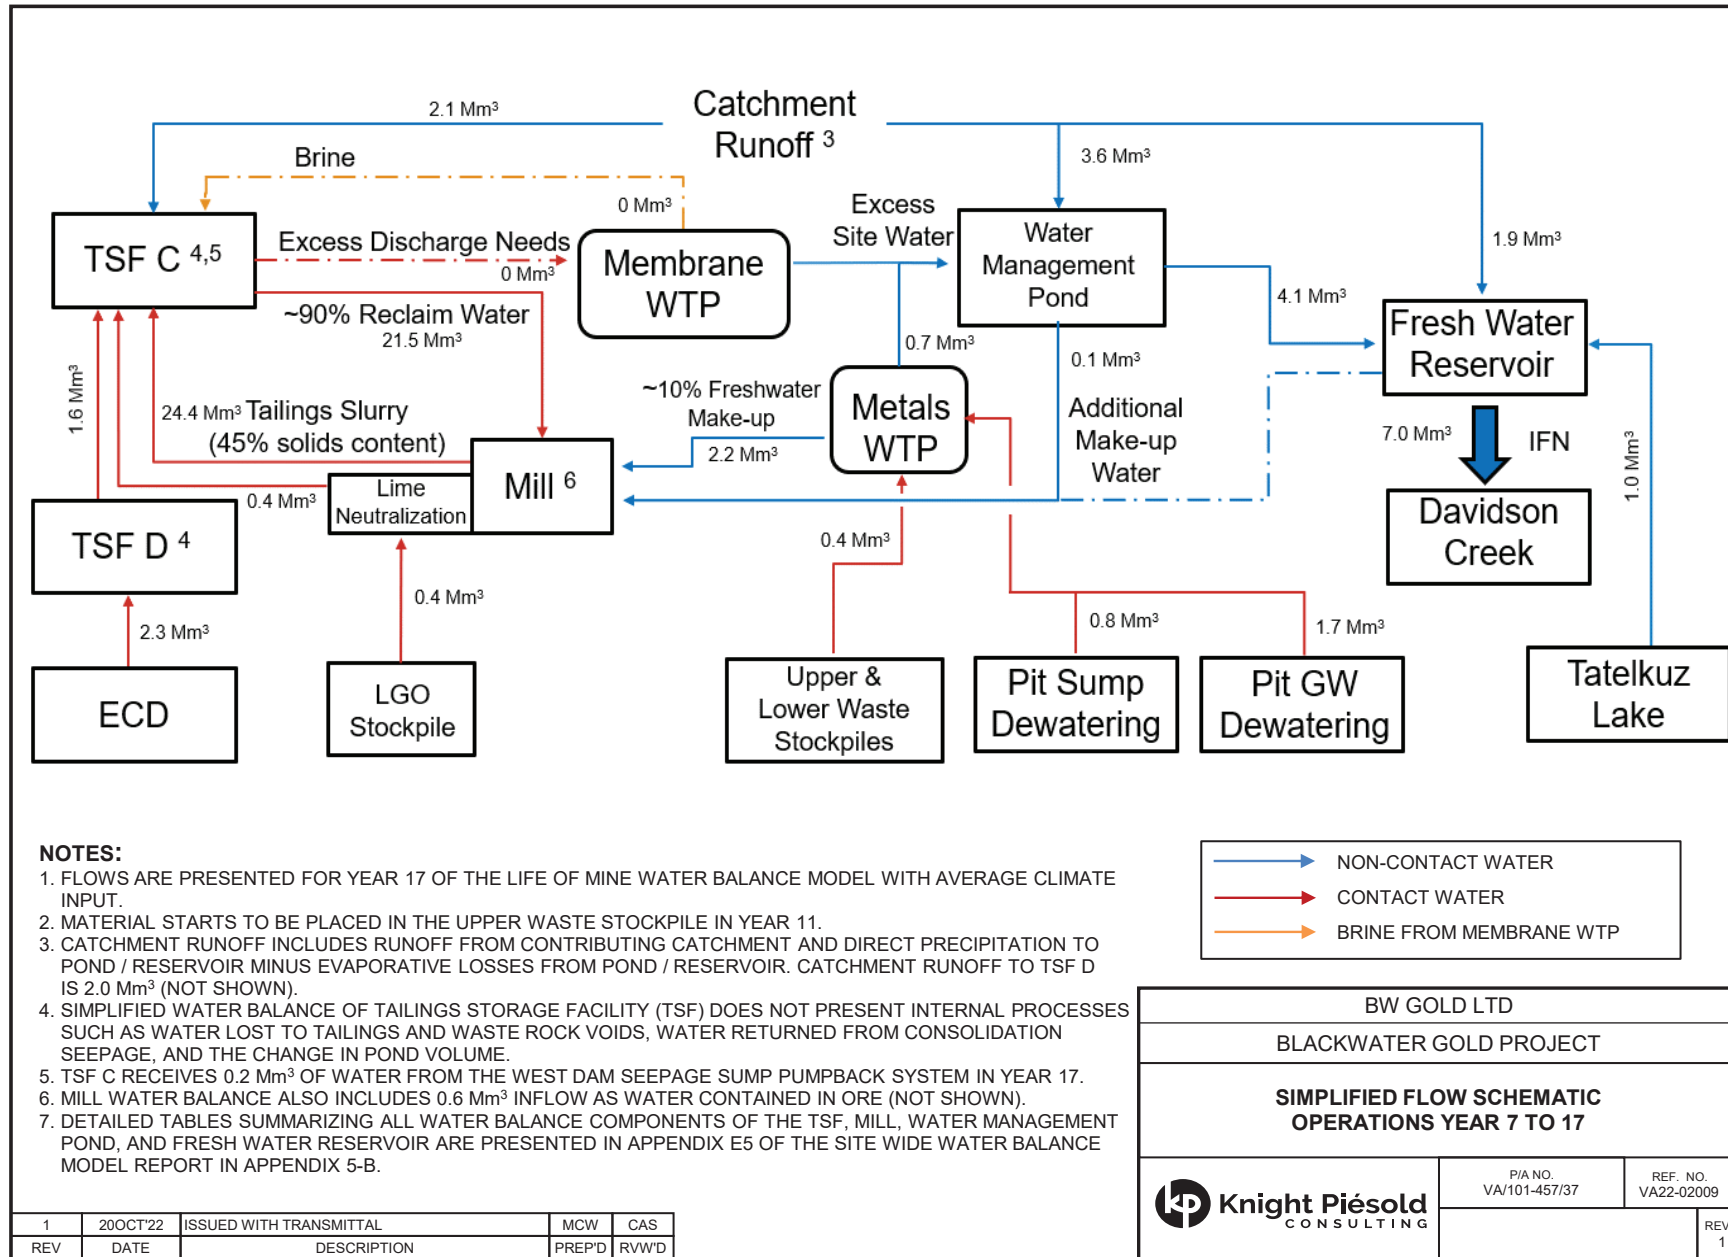 Catchment
Runoff 3
2.1 Mm³
3.6 Mm³
1.9 Mm³
Brine
0 Mm³
TSF C 4,5
Excess Discharge Needs
0 Mm³
Membrane
WTP
Excess
Site Water
Water
Management
Pond
4.1 Mm³
Fresh Water
Reservoir
~90% Reclaim Water
21.5 Mm³
0.7 Mm³
0.1 Mm³
1.6 Mm³
24.4 Mm³ Tailings Slurry
(45% solids content)
~10% Freshwater
Make-up
2.2 Mm³
Metals
WTP
Additional
Make-up
Water
7.0 Mm³
IFN
1.0 Mm³
0.4 Mm³
Lime
Neutralization
Mill 6
TSF D 4
Davidson
Creek
0.4 Mm³
0.4 Mm³
2.3 Mm³
0.8 Mm³
1.7 Mm³
ECD
LGO
Stockpile
Upper &
Lower Waste
Stockpiles
Pit Sump
Dewatering
Pit GW
Dewatering
Tatelkuz
Lake
NOTES:
1. FLOWS ARE PRESENTED FOR YEAR 17 OF THE LIFE OF MINE WATER BALANCE MODEL WITH AVERAGE CLIMATE
INPUT.
2. MATERIAL STARTS TO BE PLACED IN THE UPPER WASTE STOCKPILE IN YEAR 11.
3. CATCHMENT RUNOFF INCLUDES RUNOFF FROM CONTRIBUTING CATCHMENT AND DIRECT PRECIPITATION TO
POND / RESERVOIR MINUS EVAPORATIVE LOSSES FROM POND / RESERVOIR. CATCHMENT RUNOFF TO TSF D
IS 2.0 Mm³ (NOT SHOWN).
4. SIMPLIFIED WATER BALANCE OF TAILINGS STORAGE FACILITY (TSF) DOES NOT PRESENT INTERNAL PROCESSES
SUCH AS WATER LOST TO TAILINGS AND WASTE ROCK VOIDS, WATER RETURNED FROM CONSOLIDATION
SEEPAGE, AND THE CHANGE IN POND VOLUME.
5. TSF C RECEIVES 0.2 Mm³ OF WATER FROM THE WEST DAM SEEPAGE SUMP PUMPBACK SYSTEM IN YEAR 17.
6. MILL WATER BALANCE ALSO INCLUDES 0.6 Mm³ INFLOW AS WATER CONTAINED IN ORE (NOT SHOWN).
7. DETAILED TABLES SUMMARIZING ALL WATER BALANCE COMPONENTS OF THE TSF, MILL, WATER MANAGEMENT
POND, AND FRESH WATER RESERVOIR ARE PRESENTED IN APPENDIX E5 OF THE SITE WIDE WATER BALANCE
MODEL REPORT IN APPENDIX 5-B.
NON-CONTACT WATER
CONTACT WATER
BRINE FROM MEMBRANE WTP
BW GOLD LTD
BLACKWATER GOLD PROJECT
SIMPLIFIED FLOW SCHEMATIC
OPERATIONS YEAR 7 TO 17
kp Knight Piésold
CONSULTING
P/A NO.
VA/101-457/37
REF. NO.
VA22-02009
REV
1
1 20OCT'22 ISSUED WITH TRANSMITTAL MCW CAS
REV DATE DESCRIPTION PREP'D RVW'D